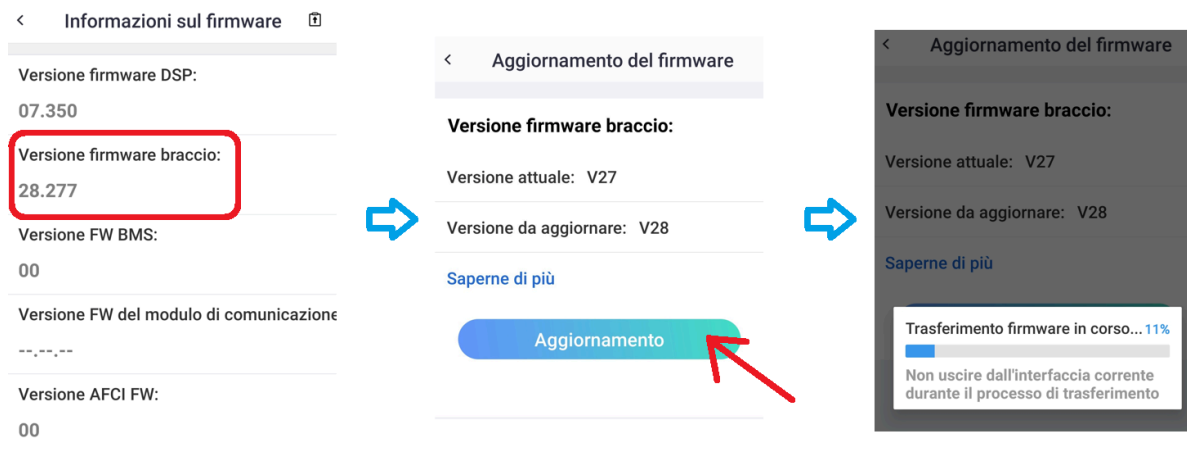 Informazioni sul firmware
Versione firmware DSP:
07.350
Versione firmware braccio:
28.277
Versione FW BMS:
00
Versione FW del modulo di comunicazione
--.--.--
Versione AFCI FW:
00
Aggiornamento del firmware
Versione firmware braccio:
Versione attuale: V27
Versione da aggiornare: V28
Saperne di più
Aggiornamento
Aggiornamento del firmware
Versione firmware braccio:
Versione attuale: V27
Versione da aggiornare: V28
Saperne di più
Trasferimento firmware in corso... 11%
Non uscire dall'interfaccia corrente
durante il processo di trasferimento